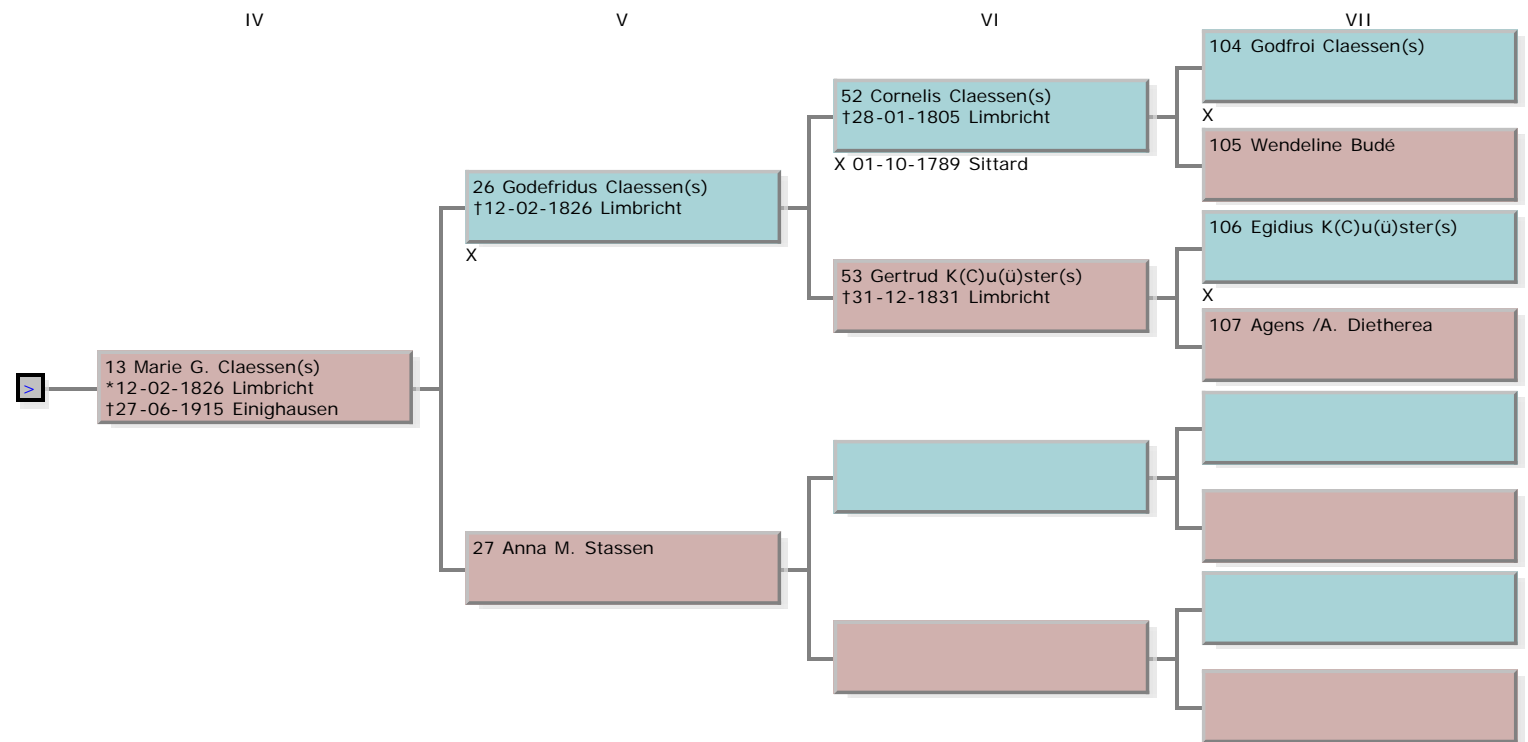 IV
V
VI
VII
104 Godfroi Claessen(s)
X
52 Cornelis Claessen(s)
†28-01-1805 Limbricht
X 01-10-1789 Sittard
105 Wendeline Budé
26 Godefridus Claessen(s)
†12-02-1826 Limbricht
X
106 Egidius K(C)u(ü)ster(s)
X
53 Gertrud K(C)u(ü)ster(s)
†31-12-1831 Limbricht
107 Agens /A. Dietherea
>
13 Marie G. Claessen(s)
*12-02-1826 Limbricht
†27-06-1915 Einighausen
27 Anna M. Stassen